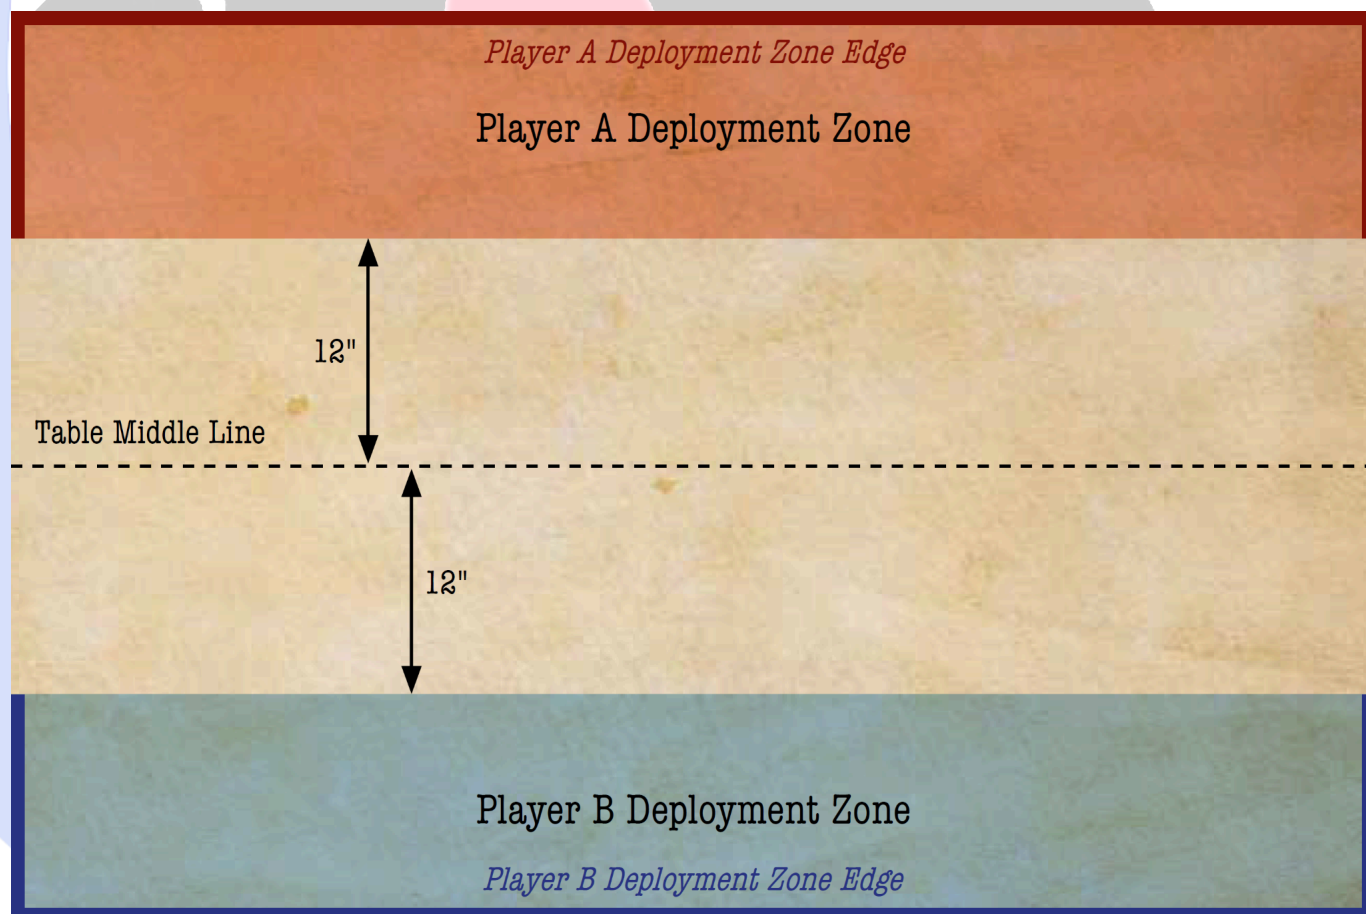 Player A Deployment Zone Edge
Player A Deployment Zone
12"
Table Middle Line
12"
Player B Deployment Zone
Player B Deployment Zone Edge